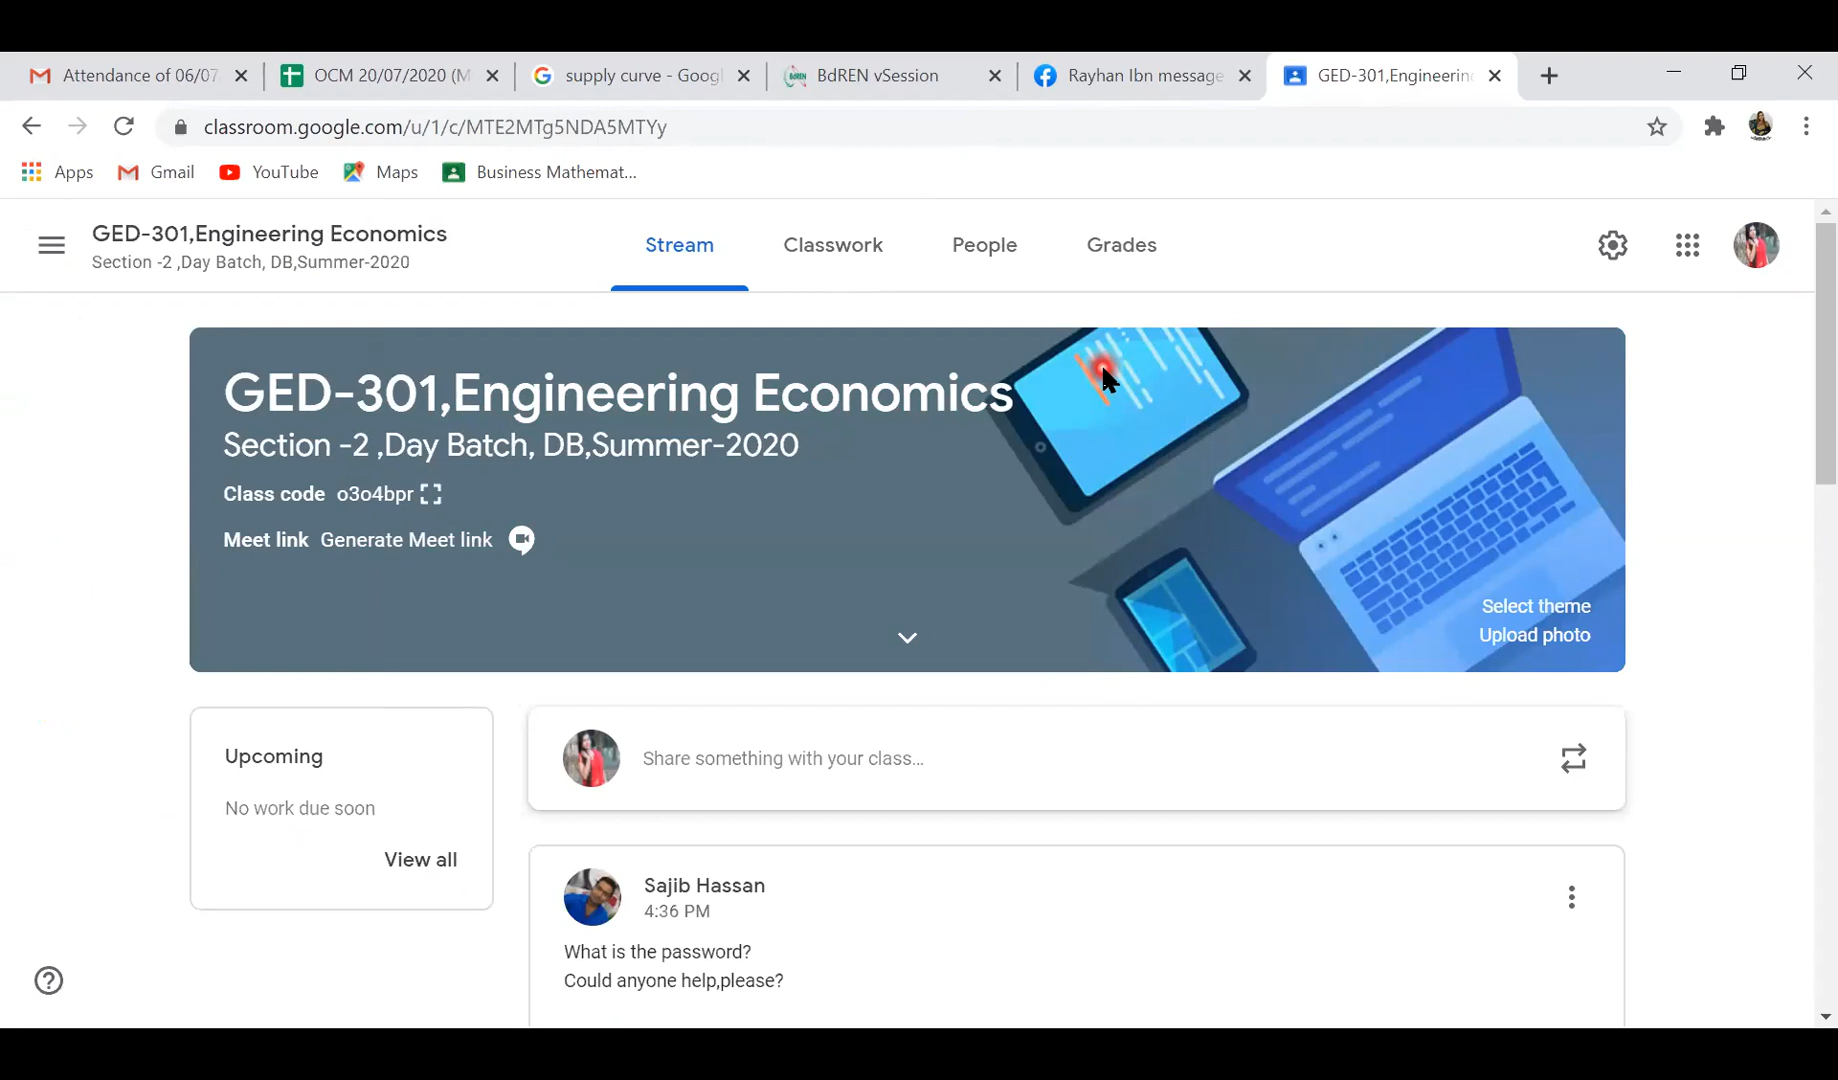 Attendance of 06/07
OCM 20/07/2020 (M
supply curve - Googl
BdREN vSession
Rayhan Ibn message
GED-301,Engineerin
classroom.google.com/u/1/c/MTE2MTg5NDA5MTYy
Apps
Gmail
YouTube
Maps
Business Mathemat...
GED-301,Engineering Economics
Section -2 ,Day Batch, DB,Summer-2020
Stream
Classwork
People
Grades
GED-301,Engineering Economics
Section -2 ,Day Batch, DB,Summer-2020
Class code o3o4bpr
Meet link Generate Meet link
Select theme
Upload photo
Upcoming
No work due soon
View all
Share something with your class...
Sajib Hassan
4:36 PM
What is the password?
Could anyone help,please?